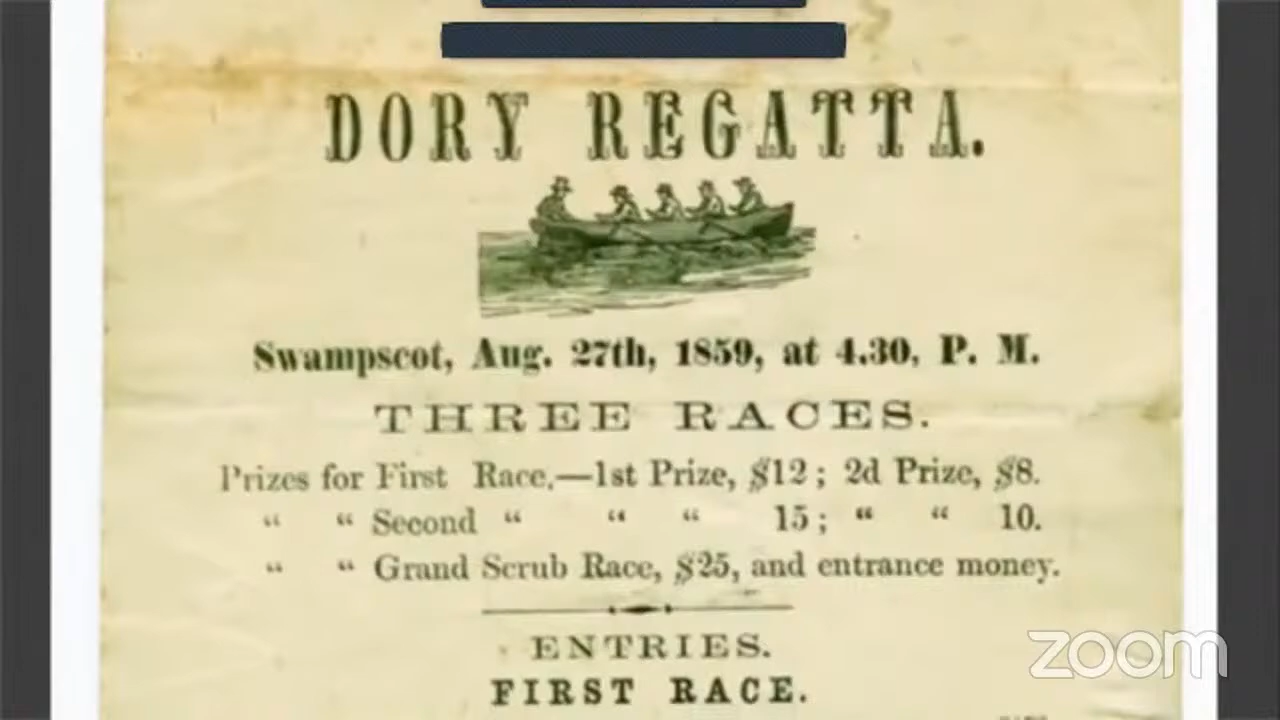 DORY REGATTA.
Swampscot, Aug. 27th, 1859, at 4.30, P. M.
THREE RACES.
Prizes for First Race.—1st Prize, $12; 2d Prize, $8.
“ “ Second “ “ “ 15; “ “ 10.
“ “ Grand Scrub Race, $25, and entrance money.
ENTRIES.
FIRST RACE.
zoom